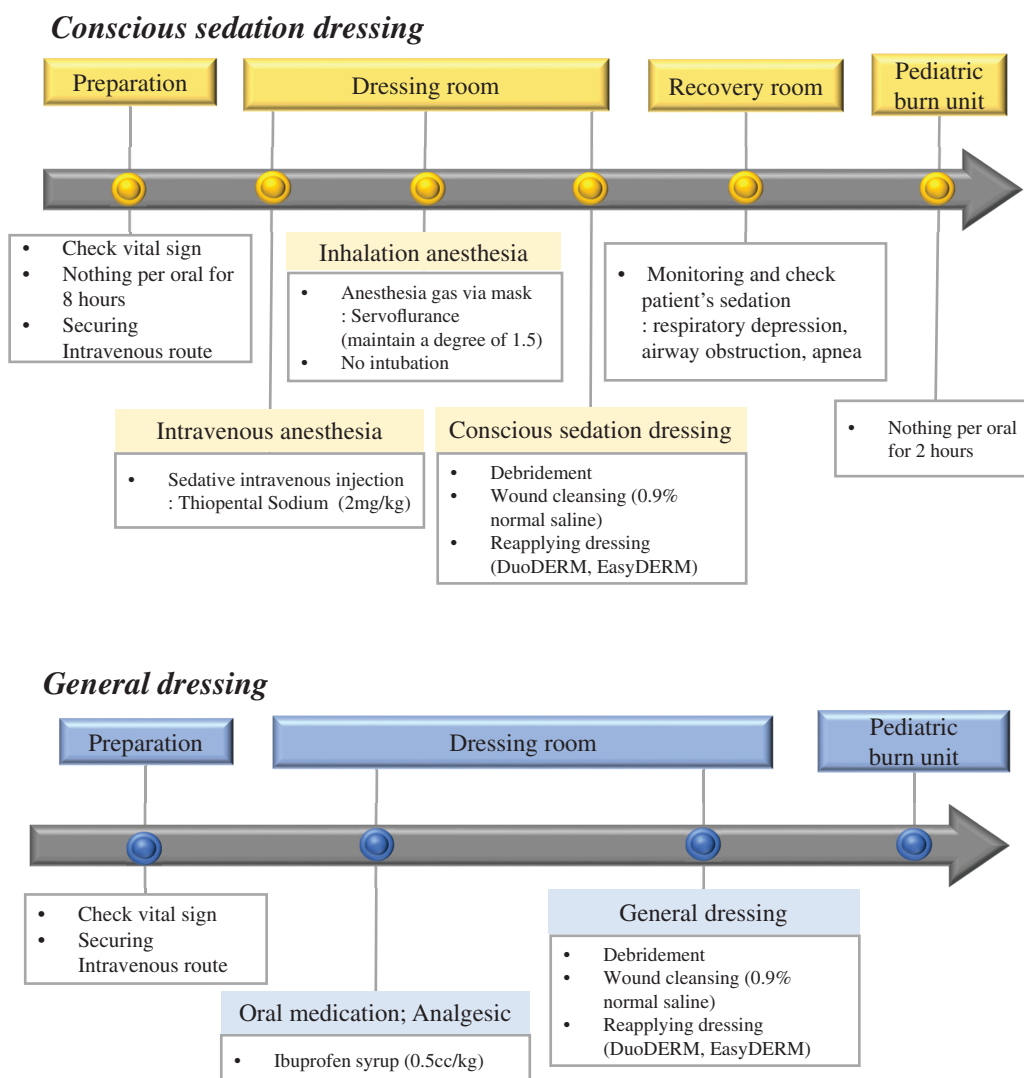 Conscious sedation dressing
Preparation
Dressing room
Recovery room
Pediatric
burn unit
• Check vital sign
• Nothing per oral for
8 hours
• Securing
Intravenous route
Inhalation anesthesia
• Anesthesia gas via mask
: Servoflurance
(maintain a degree of 1.5)
• No intubation
• Monitoring and check
patient's sedation
: respiratory depression,
airway obstruction, apnea
Intravenous anesthesia
• Sedative intravenous injection
: Thiopental Sodium (2mg/kg)
Conscious sedation dressing
• Debridement
• Wound cleansing (0.9%
normal saline)
• Reapplying dressing
(DuoDERM, EasyDERM)
• Nothing per oral
for 2 hours
General dressing
Preparation
Dressing room
Pediatric
burn unit
• Check vital sign
• Securing
Intravenous route
Oral medication; Analgesic
• Ibuprofen syrup (0.5cc/kg)
General dressing
• Debridement
• Wound cleansing (0.9%
normal saline)
• Reapplying dressing
(DuoDERM, EasyDERM)